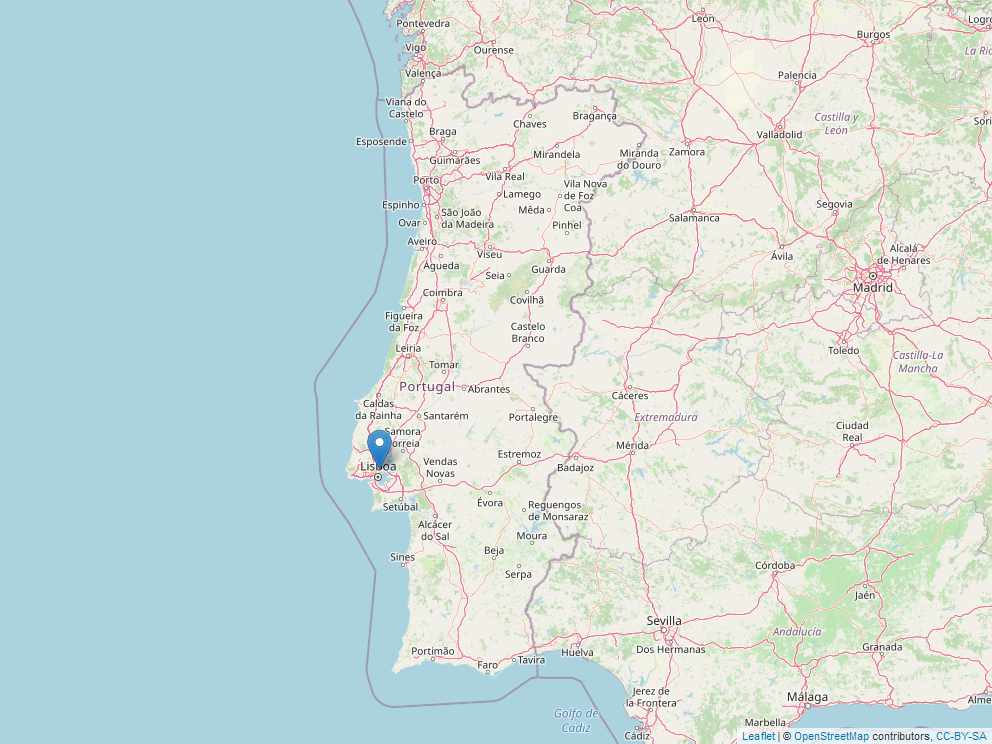 Pontevedra
León
Logro
Burgos
Vigo
Ourense
La Rio
Valença
Palencia
Viana do
Castelo
Bragança
Castilla y
León
Sori
Chaves
Braga
Valladolid
Esposende
Guimarães
Mirandela
Miranda
do Douro
Zamora
Porto
Vila Real
Vila Nova
de Foz
Coa
Lamego
Espinho
Mêda
Segovia
São João
da Madeira
Salamanca
Ovar
Pinhel
Aveiro
Viseu
Ávila
Alcalá
de Henares
Águeda
Seia
Guarda
Madrid
Coimbra
Covilhã
Figueira
da Foz
Castelo
Branco
Leiria
Toledo
Castilla-La
Mancha
Tomar
Portugal
Abrantes
Cáceres
Caldas
da Rainha
Santarém
Portalegre
Extremadura
Ciudad
Real
Samora
Correia
Mérida
Estremoz
Lisboa
Vendas
Novas
Badajoz
Setúbal
Évora
Reguengos
de Monsaraz
Alcácer
do Sal
Moura
Sines
Beja
Serpa
Córdoba
Jaén
Sevilla
Andalucía
Portimão
Faro
Tavira
Huelva
Dos Hermanas
Granada
Jerez de
la Frontera
Málaga
Alme
Golfo de
Cádiz
Marbella
Cádiz
Leaflet | © OpenStreetMap contributors, CC-BY-SA